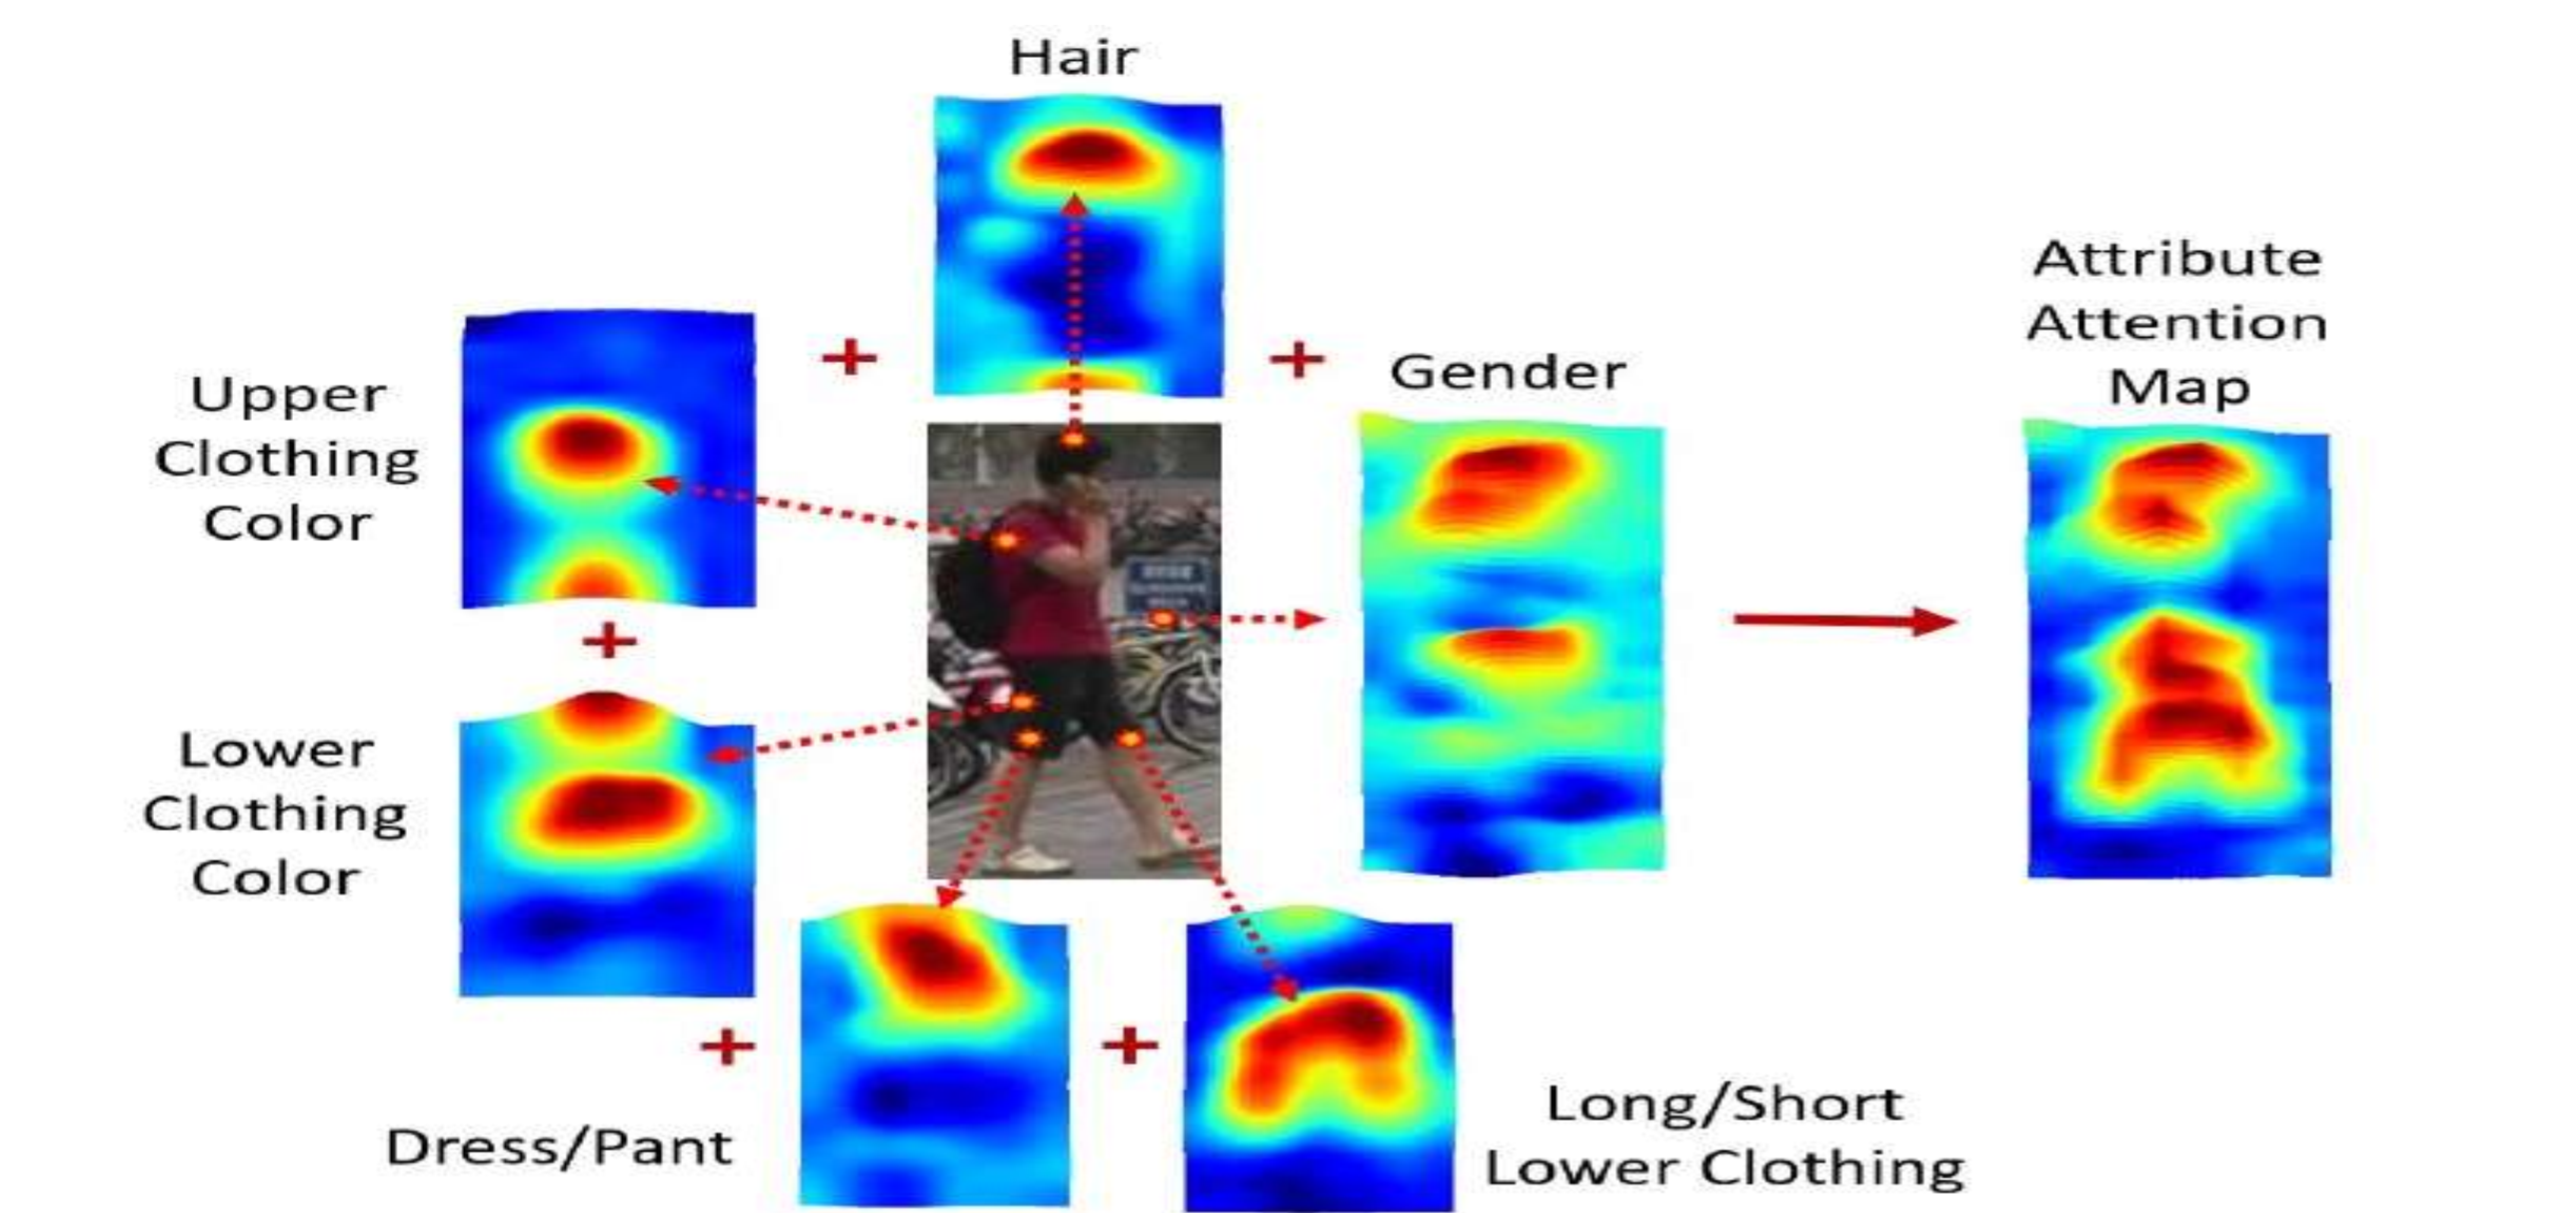 Hair
Upper
Clothing
Color
+
+
Gender
Attribute
Attention
Map
+
Lower
Clothing
Color
+
+
Dress/Pant
Long/Short
Lower Clothing